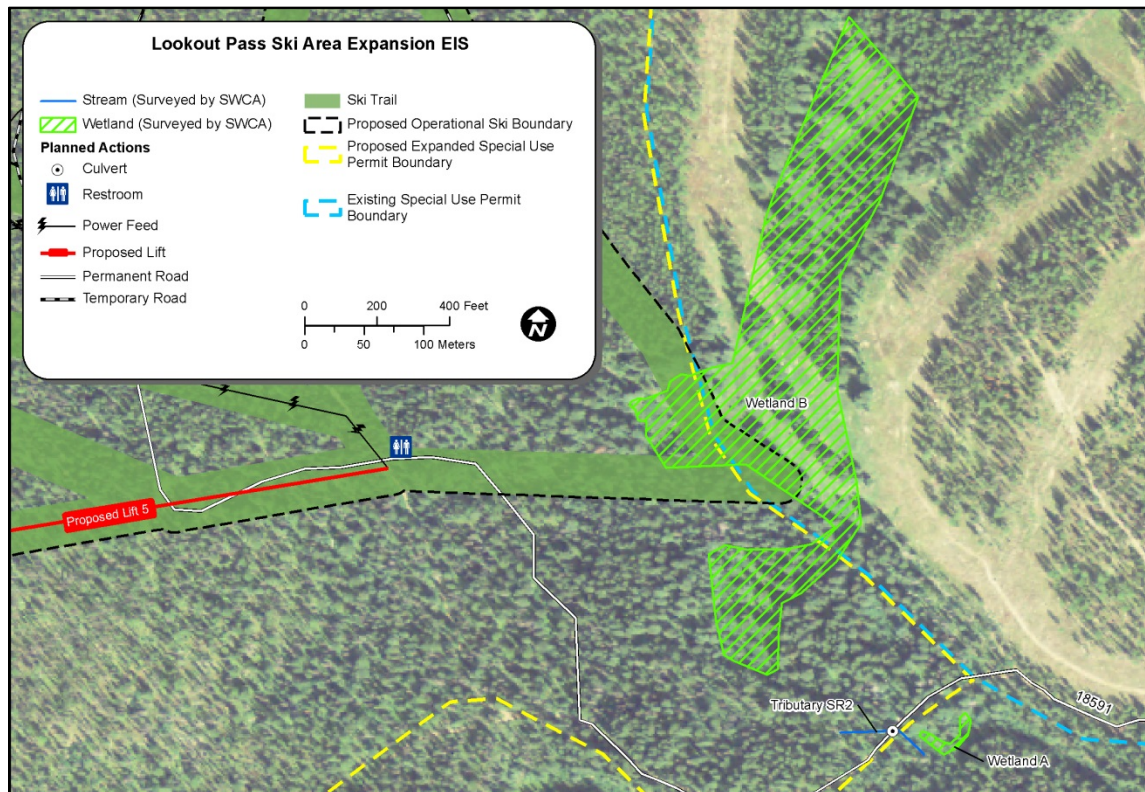 Lookout Pass Ski Area Expansion EIS
Stream (Surveyed by SWCA)
Wetland (Surveyed by SWCA)
Planned Actions
Culvert
Restroom
Power Feed
Proposed Lift
Permanent Road
Temporary Road
Ski Trail
Proposed Operational Ski Boundary
Proposed Expanded Special Use
Permit Boundary
Existing Special Use Permit
Boundary
0 200 400 Feet
0 50 100 Meters
N
Wetland B
Proposed Lift 5
18591
Tributary SR2
Wetland A